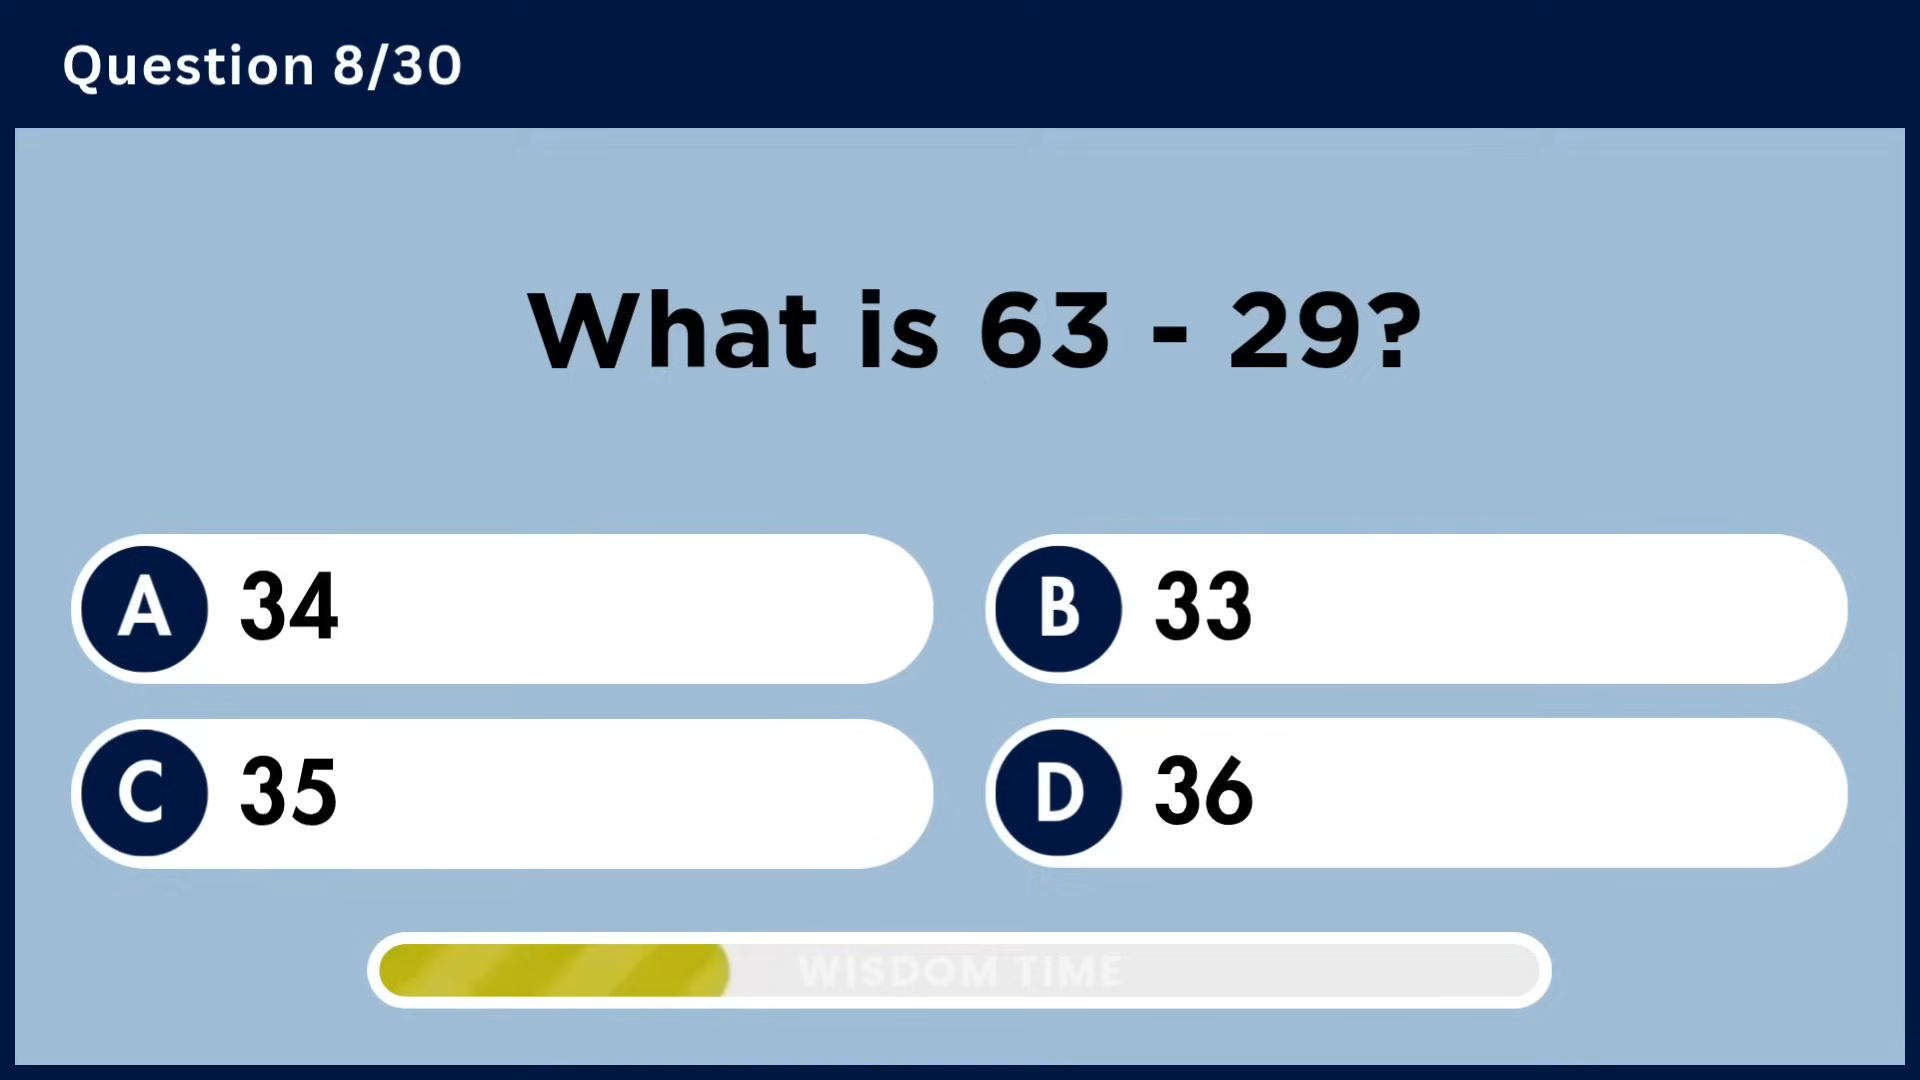 Question 8/30
What is 63 - 29?
A 34
B 33
C 35
D 36
WISDOM TIME